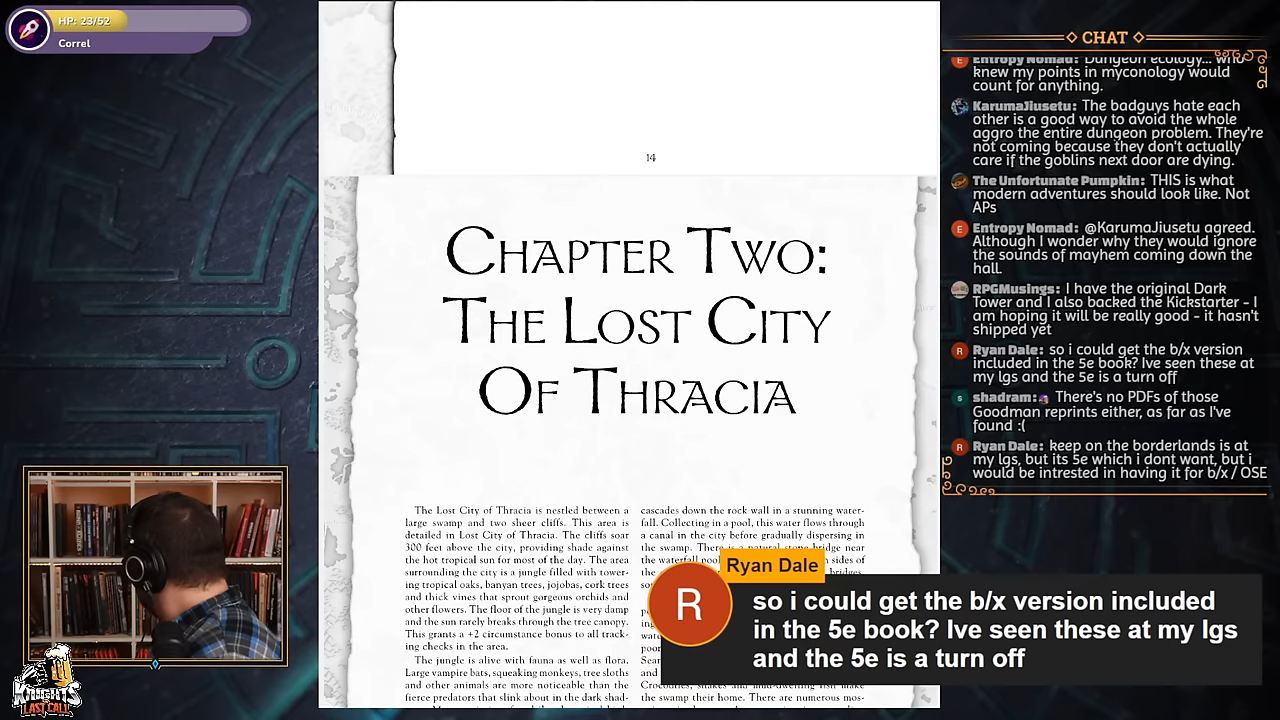 HP: 23/52
Correl
14
CHAPTER TWO:
THE LOST CITY
OF THRACIA
The Lost City of Thracia is nestled between a
large swamp and two sheer cliffs. This area is
detailed in Lost City of Thracia. The cliffs soar
300 feet above the city, providing shade against
the hot tropical sun for most of the day. The area
surrounding the city is a jungle filled with tower-
ing tropical oaks, banyan trees, jojobas, cork trees
and thick vines that sprout gorgeous orchids and
other flowers. The floor of the jungle is very damp
and the sun rarely breaks through the tree canopy.
This grants a +2 circumstance bonus to all track-
ing checks in the area.
The jungle is alive with fauna as well as flora.
Large vampire bats, squeaking monkeys, tree sloths
and other animals are more noticeable than the
fierce predators that slink about in the dark shad-
cascades down the rock wall in a stunning water-
fall. Collecting in a pool, this water flows through
a canal in the city before gradually dispersing in
the swamp. There is a natural stone bridge near
the waterfall pool
sides of
the
bridges,
the swamp their home. There are numerous mos-
Ryan Dale
R
so i could get the b/x version included
in the 5e book? Ive seen these at my lgs
and the 5e is a turn off
CHAT
Entropy Nomad: Dungeon ecology... who
knew my points in myconology would
count for anything.
KarumaJiusetu: The badguys hate each
other is a good way to avoid the whole
aggro the entire dungeon problem. They're
not coming because they don't actually
care if the goblins next door are dying.
The Unfortunate Pumpkin: THIS is what
modern adventures should look like. Not
APs
Entropy Nomad: @KarumaJiusetu agreed.
Although I wonder why they would ignore
the sounds of mayhem coming down the
hall.
RPGMusings: I have the original Dark
Tower and I also backed the Kickstarter - I
am hoping it will be really good - it hasn't
shipped yet
Ryan Dale: so i could get the b/x version
included in the 5e book? Ive seen these at
my lgs and the 5e is a turn off
shadram: There's no PDFs of those
Goodman reprints either, as far as I've
found :(
Ryan Dale: keep on the borderlands is at
my lgs, but its 5e which i dont want, but i
would be intrested in having it for b/x / OSE
KNIGHTS
LAST CALL